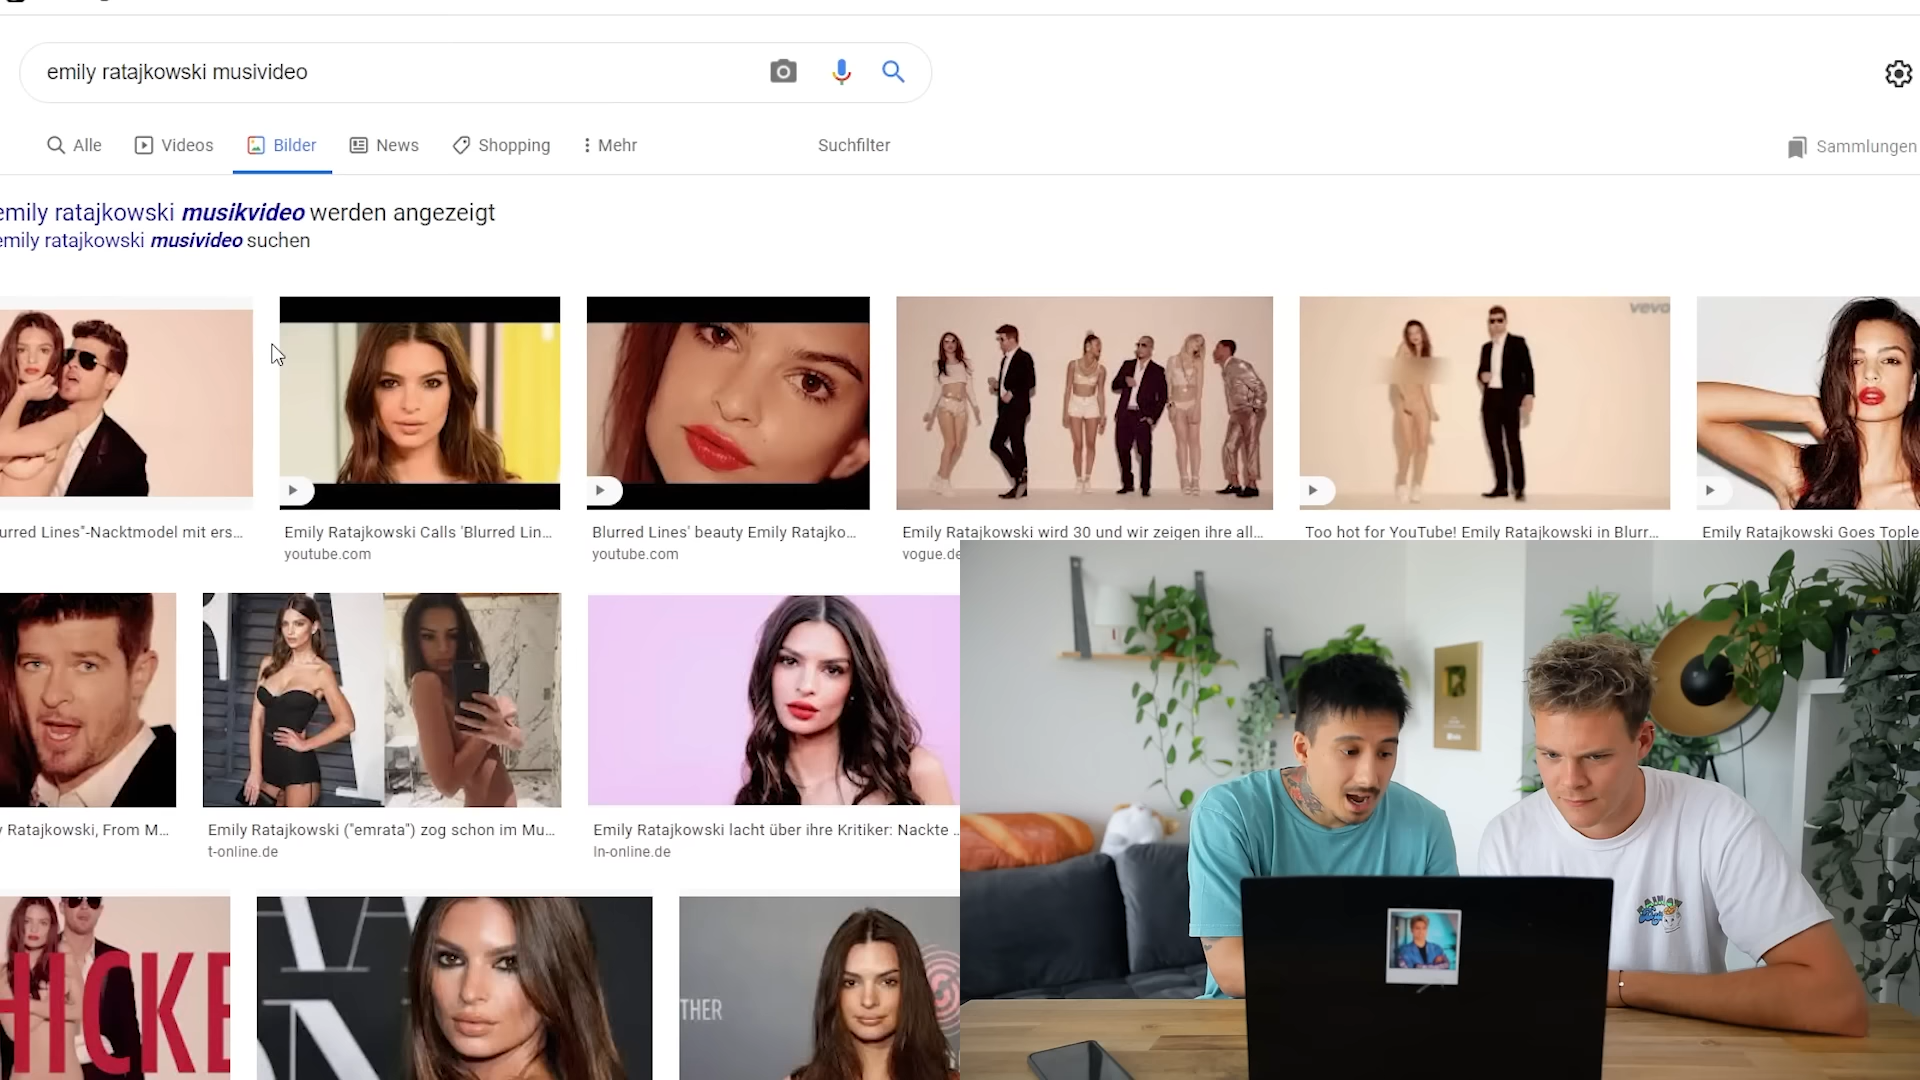 emily ratajkowski musivideo
Alle
Videos
Bilder
News
Shopping
Mehr
Suchfilter
Sammlungen
emily ratajkowski musikvideo werden angezeigt
emily ratajkowski musivideo suchen
vevo
urred Lines"-Nacktmodel mit ers...
Emily Ratajkowski Calls 'Blurred Lin...
youtube.com
Blurred Lines' beauty Emily Ratajko...
youtube.com
Emily Ratajkowski wird 30 und wir zeigen ihre all...
vogue.de
Too hot for YouTube! Emily Ratajkowski in Blurr...
Emily Ratajkowski Goes Tople
y Ratajkowski, From M...
Emily Ratajkowski ("emrata") zog schon im Mu...
t-online.de
Emily Ratajkowski lacht über ihre Kritiker: Nackte ...
ln-online.de
HICKE
THER